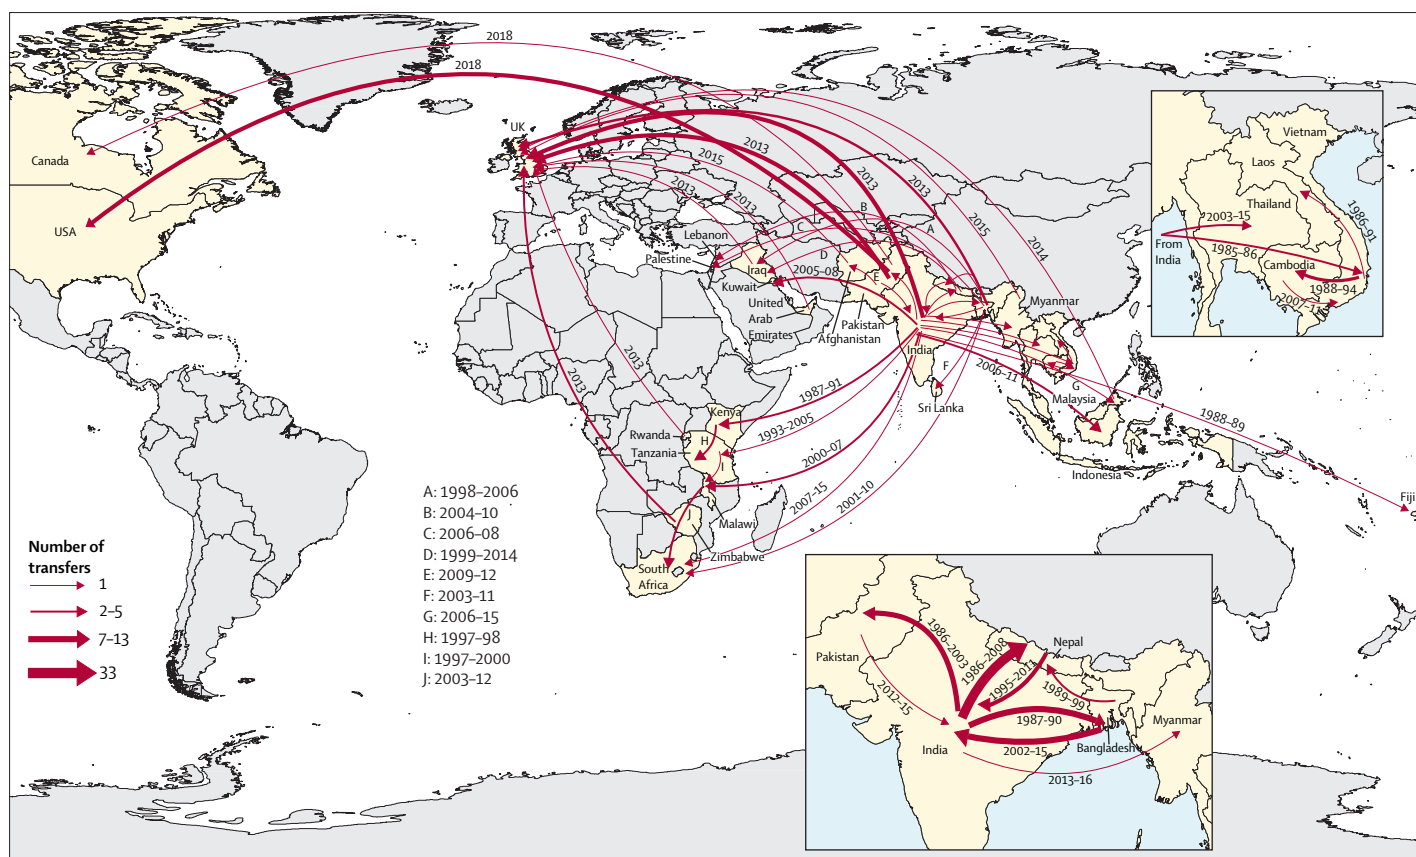 2018
2018
UK
Canada
USA
2013
2015
2013
2013
2013
2013
2015
2014
B
A
C
D
E
Lebanon
Palestine
Iraq
Kuwait
2005–08
United
Arab
Emirates
Pakistan
Afghanistan
Myanmar
India
F
Sri Lanka
2006–11
G
Malaysia
Indonesia
1988–89
Fiji
2013
2013
1987–91
1993–2005
2000–07
2007–15
2001–10
Kenya
Rwanda
Tanzania
H
I
J
Malawi
Zimbabwe
South
Africa
Vietnam
Laos
Thailand
2003–15
From
India
1985–86
Cambodia
1986–91
1988–94
A: 1998–2006
B: 2004–10
C: 2006–08
D: 1999–2014
E: 2009–12
F: 2003–11
G: 2006–15
H: 1997–98
I: 1997–2000
J: 2003–12
Number of
transfers
1
2–5
7–13
33
Pakistan
1986–2003
1986–2008
1995–2011
Nepal
1989–99
2012–15
1987-90
2002–15
India
Bangladesh
Myanmar
2013–16